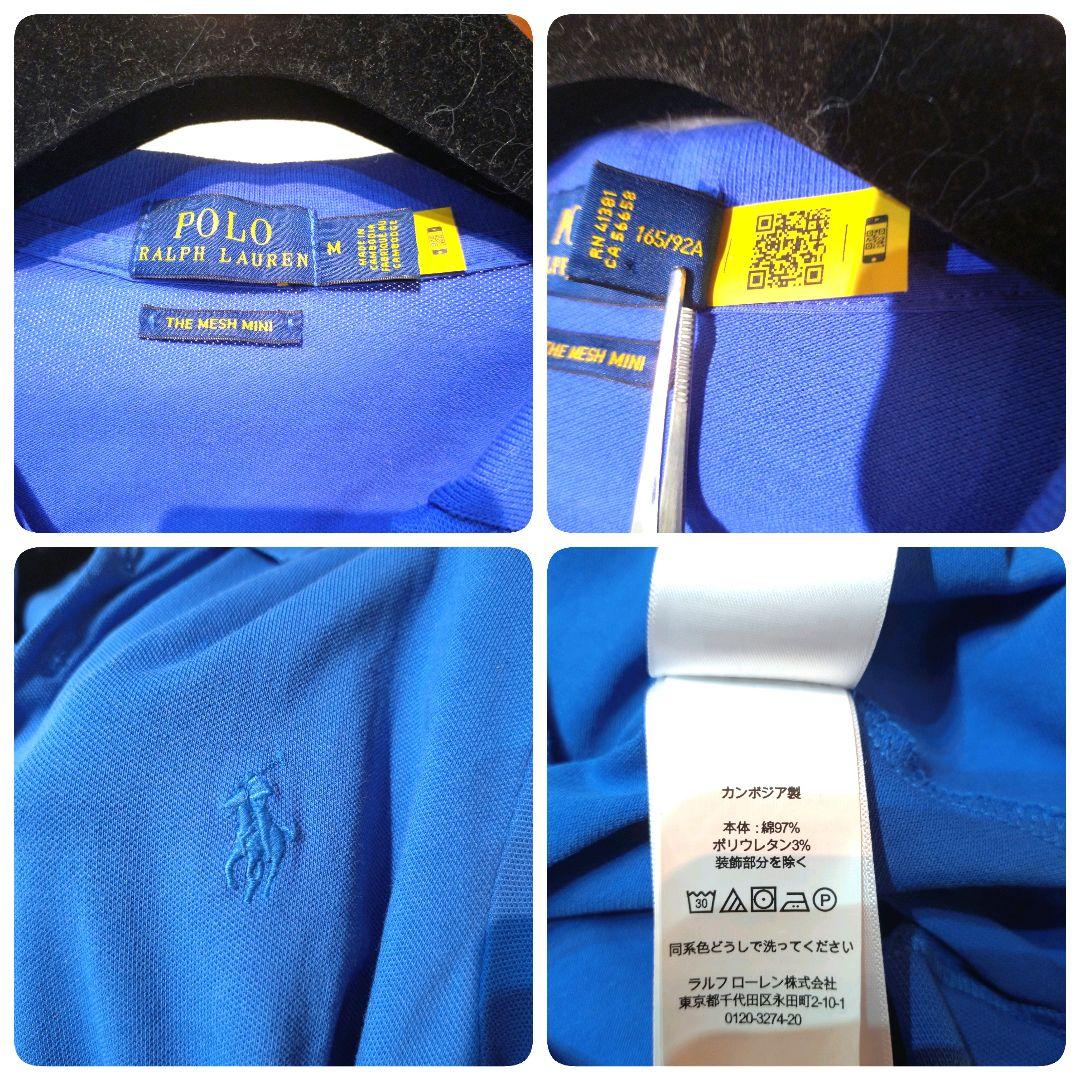 POLO
RALPH LAUREN
M
MADE IN
CAMBODIA
FABRIQUÉ AU
CAMBODGE
THE MESH MINI
RN 41381
CA 56658
165/92A
THE MESH MINI
カンボジア製
本体 : 綿97%
ポリウレタン3%
装飾部分を除く
30
P
同系色どうしで洗ってください
ラルフ ローレン株式会社
東京都千代田区永田町2-10-1
0120-3274-20